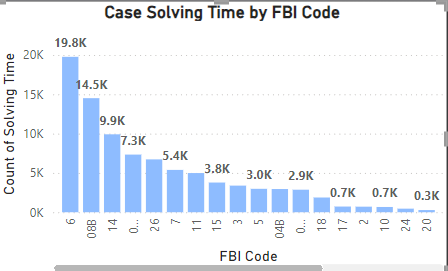 Case Solving Time by FBI Code
Count of Solving Time
20K
15K
10K
5K
0K
19.8K
14.5K
9.9K
7.3K
5.4K
3.8K
3.0K
2.9K
0.7K
0.7K
0.3K
6
08B
14
0...
26
7
11
15
3
5
04B
0...
18
17
2
10
24
20
FBI Code